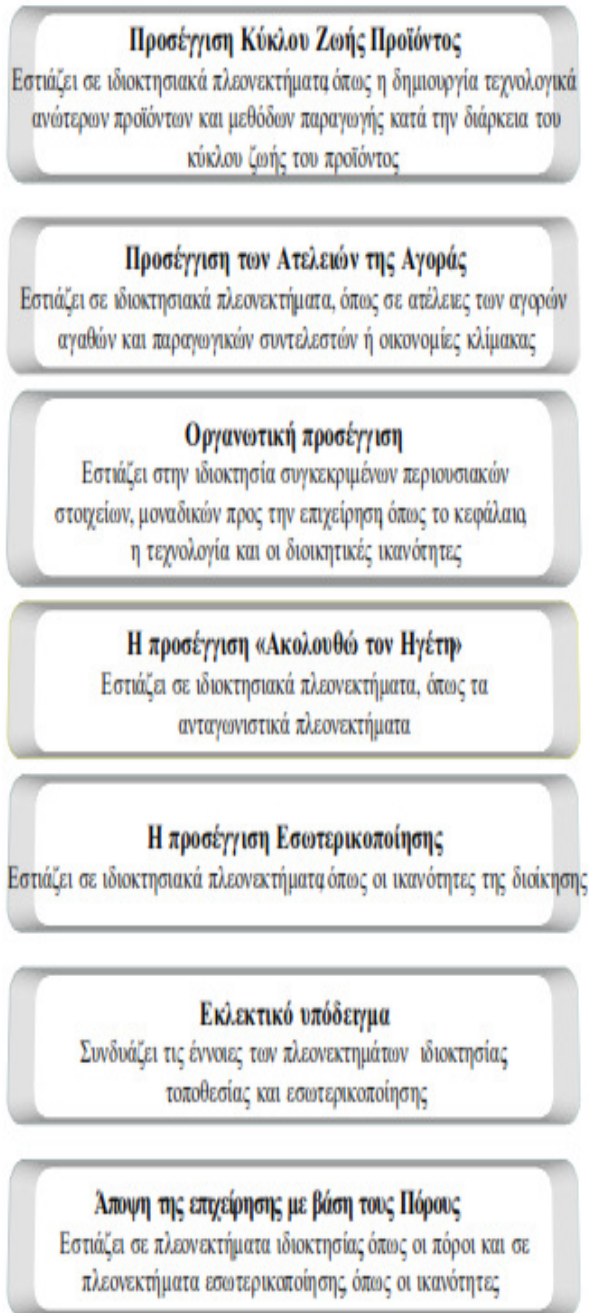 Προσέγγιση Κύκλου Ζωής Προϊόντος
Εστιάζει σε ιδιοκτησιακά πλεονεκτήματα, όπως η δημιουργία τεχνολογικά
ανώτερων προϊόντων και μεθόδων παραγωγής κατά την διάρκεια του
κύκλου ζωής του προϊόντος
Προσέγγιση των Ατελειών της Αγοράς
Εστιάζει σε ιδιοκτησιακά πλεονεκτήματα, όπως σε ατέλειες των αγορών
αγαθών και παραγωγικών συντελεστών ή οικονομίες κλίμακας
Οργανωτική προσέγγιση
Εστιάζει στην ιδιοκτησία συγκεκριμένων περιουσιακών
στοιχείων, μοναδικών προς την επιχείρηση, όπως το κεφάλαιο,
η τεχνολογία και οι διοικητικές ικανότητες
Η προσέγγιση «Ακολουθώ τον Ηγέτη»
Εστιάζει σε ιδιοκτησιακά πλεονεκτήματα, όπως τα
ανταγωνιστικά πλεονεκτήματα
Η προσέγγιση Εσωτερικοποίησης
Εστιάζει σε ιδιοκτησιακά πλεονεκτήματα, όπως οι ικανότητες της διοίκησης
Εκλεκτικό υπόδειγμα
Συνδυάζει τις έννοιες των πλεονεκτημάτων ιδιοκτησίας,
τοποθεσίας και εσωτερικοποίησης
Άποψη της επιχείρησης με βάση τους Πόρους
Εστιάζει σε πλεονεκτήματα ιδιοκτησίας, όπως οι πόροι και σε
πλεονεκτήματα εσωτερικοποίησης, όπως οι ικανότητες